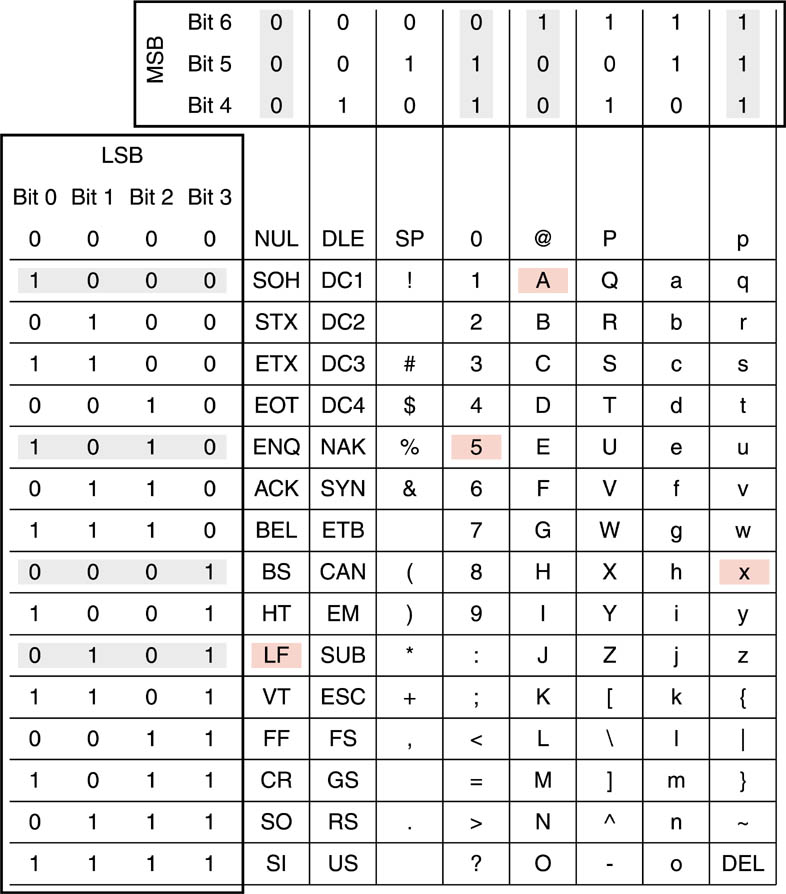 MSB
Bit 6 0 0 0 0 1 1 1 1
Bit 5 0 0 1 1 0 0 1 1
Bit 4 0 1 0 1 0 1 0 1
LSB
Bit 0 Bit 1 Bit 2 Bit 3
0 0 0 0 NUL DLE SP 0 @ P p
1 0 0 0 SOH DC1 ! 1 A Q a q
0 1 0 0 STX DC2 2 B R b r
1 1 0 0 ETX DC3 # 3 C S c s
0 0 1 0 EOT DC4 $ 4 D T d t
1 0 1 0 ENQ NAK % 5 E U e u
0 1 1 0 ACK SYN & 6 F V f v
1 1 1 0 BEL ETB 7 G W g w
0 0 0 1 BS CAN ( 8 H X h x
1 0 0 1 HT EM ) 9 I Y i y
0 1 0 1 LF SUB * : J Z j z
1 1 0 1 VT ESC + ; K [ k {
0 0 1 1 FF FS , < L \ l |
1 0 1 1 CR GS = M ] m }
0 1 1 1 SO RS . > N ^ n ~
1 1 1 1 SI US ? O - o DEL